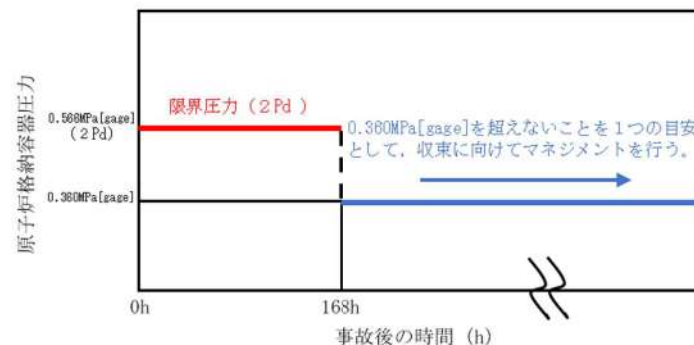 原子炉格納容器圧力
0.566MPa[gage]
(２Pd)
0.360MPa[gage]
限界圧力（２Pd ）
0.360MPa[gage]を超えないことを１つの目安
として，収束に向けてマネジメントを行う。
0h
168h
事故後の時間（h）